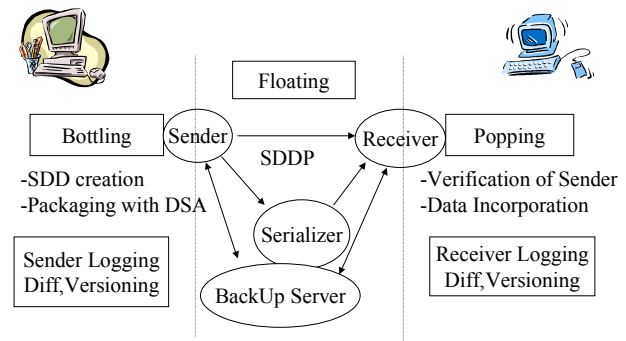 Floating
Bottling
Sender
Receiver
Popping
SDDP
-SDD creation
-Packaging with DSA
-Verification of Sender
-Data Incorporation
Serializer
Sender Logging
Diff,Versioning
Receiver Logging
Diff,Versioning
BackUp Server